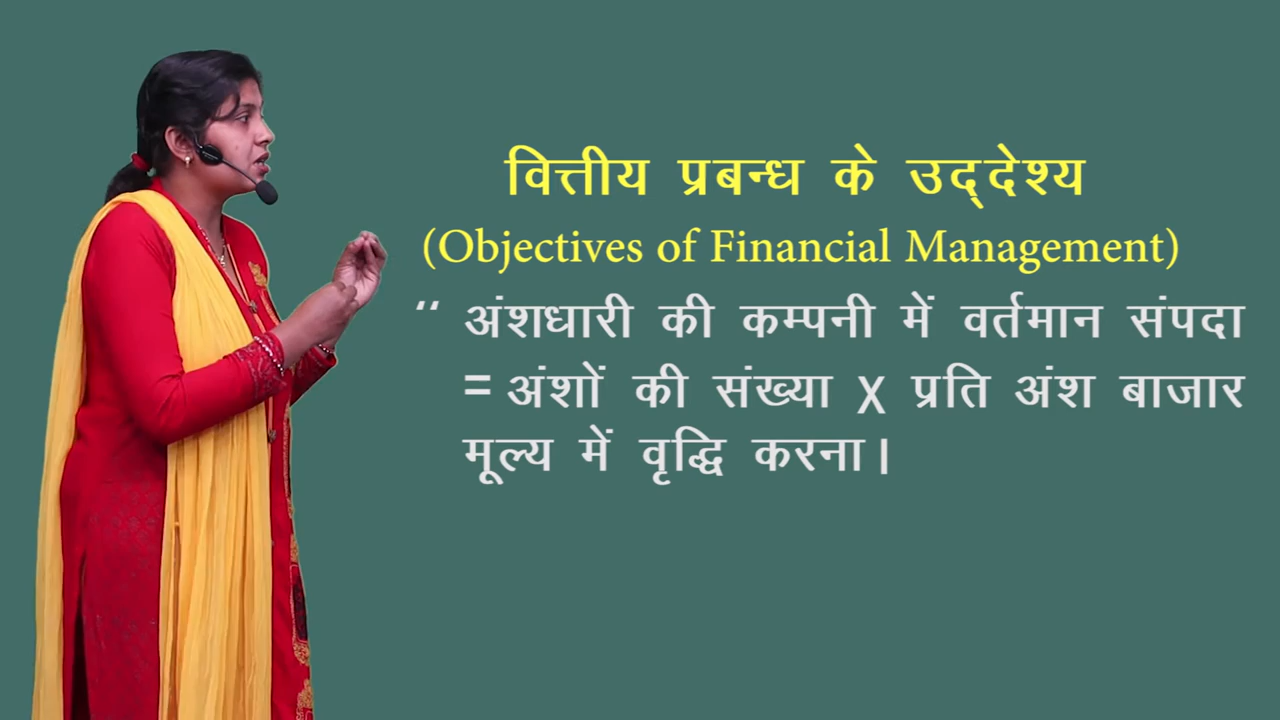 वित्तीय प्रबन्ध के उद्‌देश्य
(Objectives of Financial Management)
“ अंशधारी की कम्पनी में वर्तमान संपदा
= अंशों की संख्या X प्रति अंश बाजार
मूल्य में वृद्धि करना।